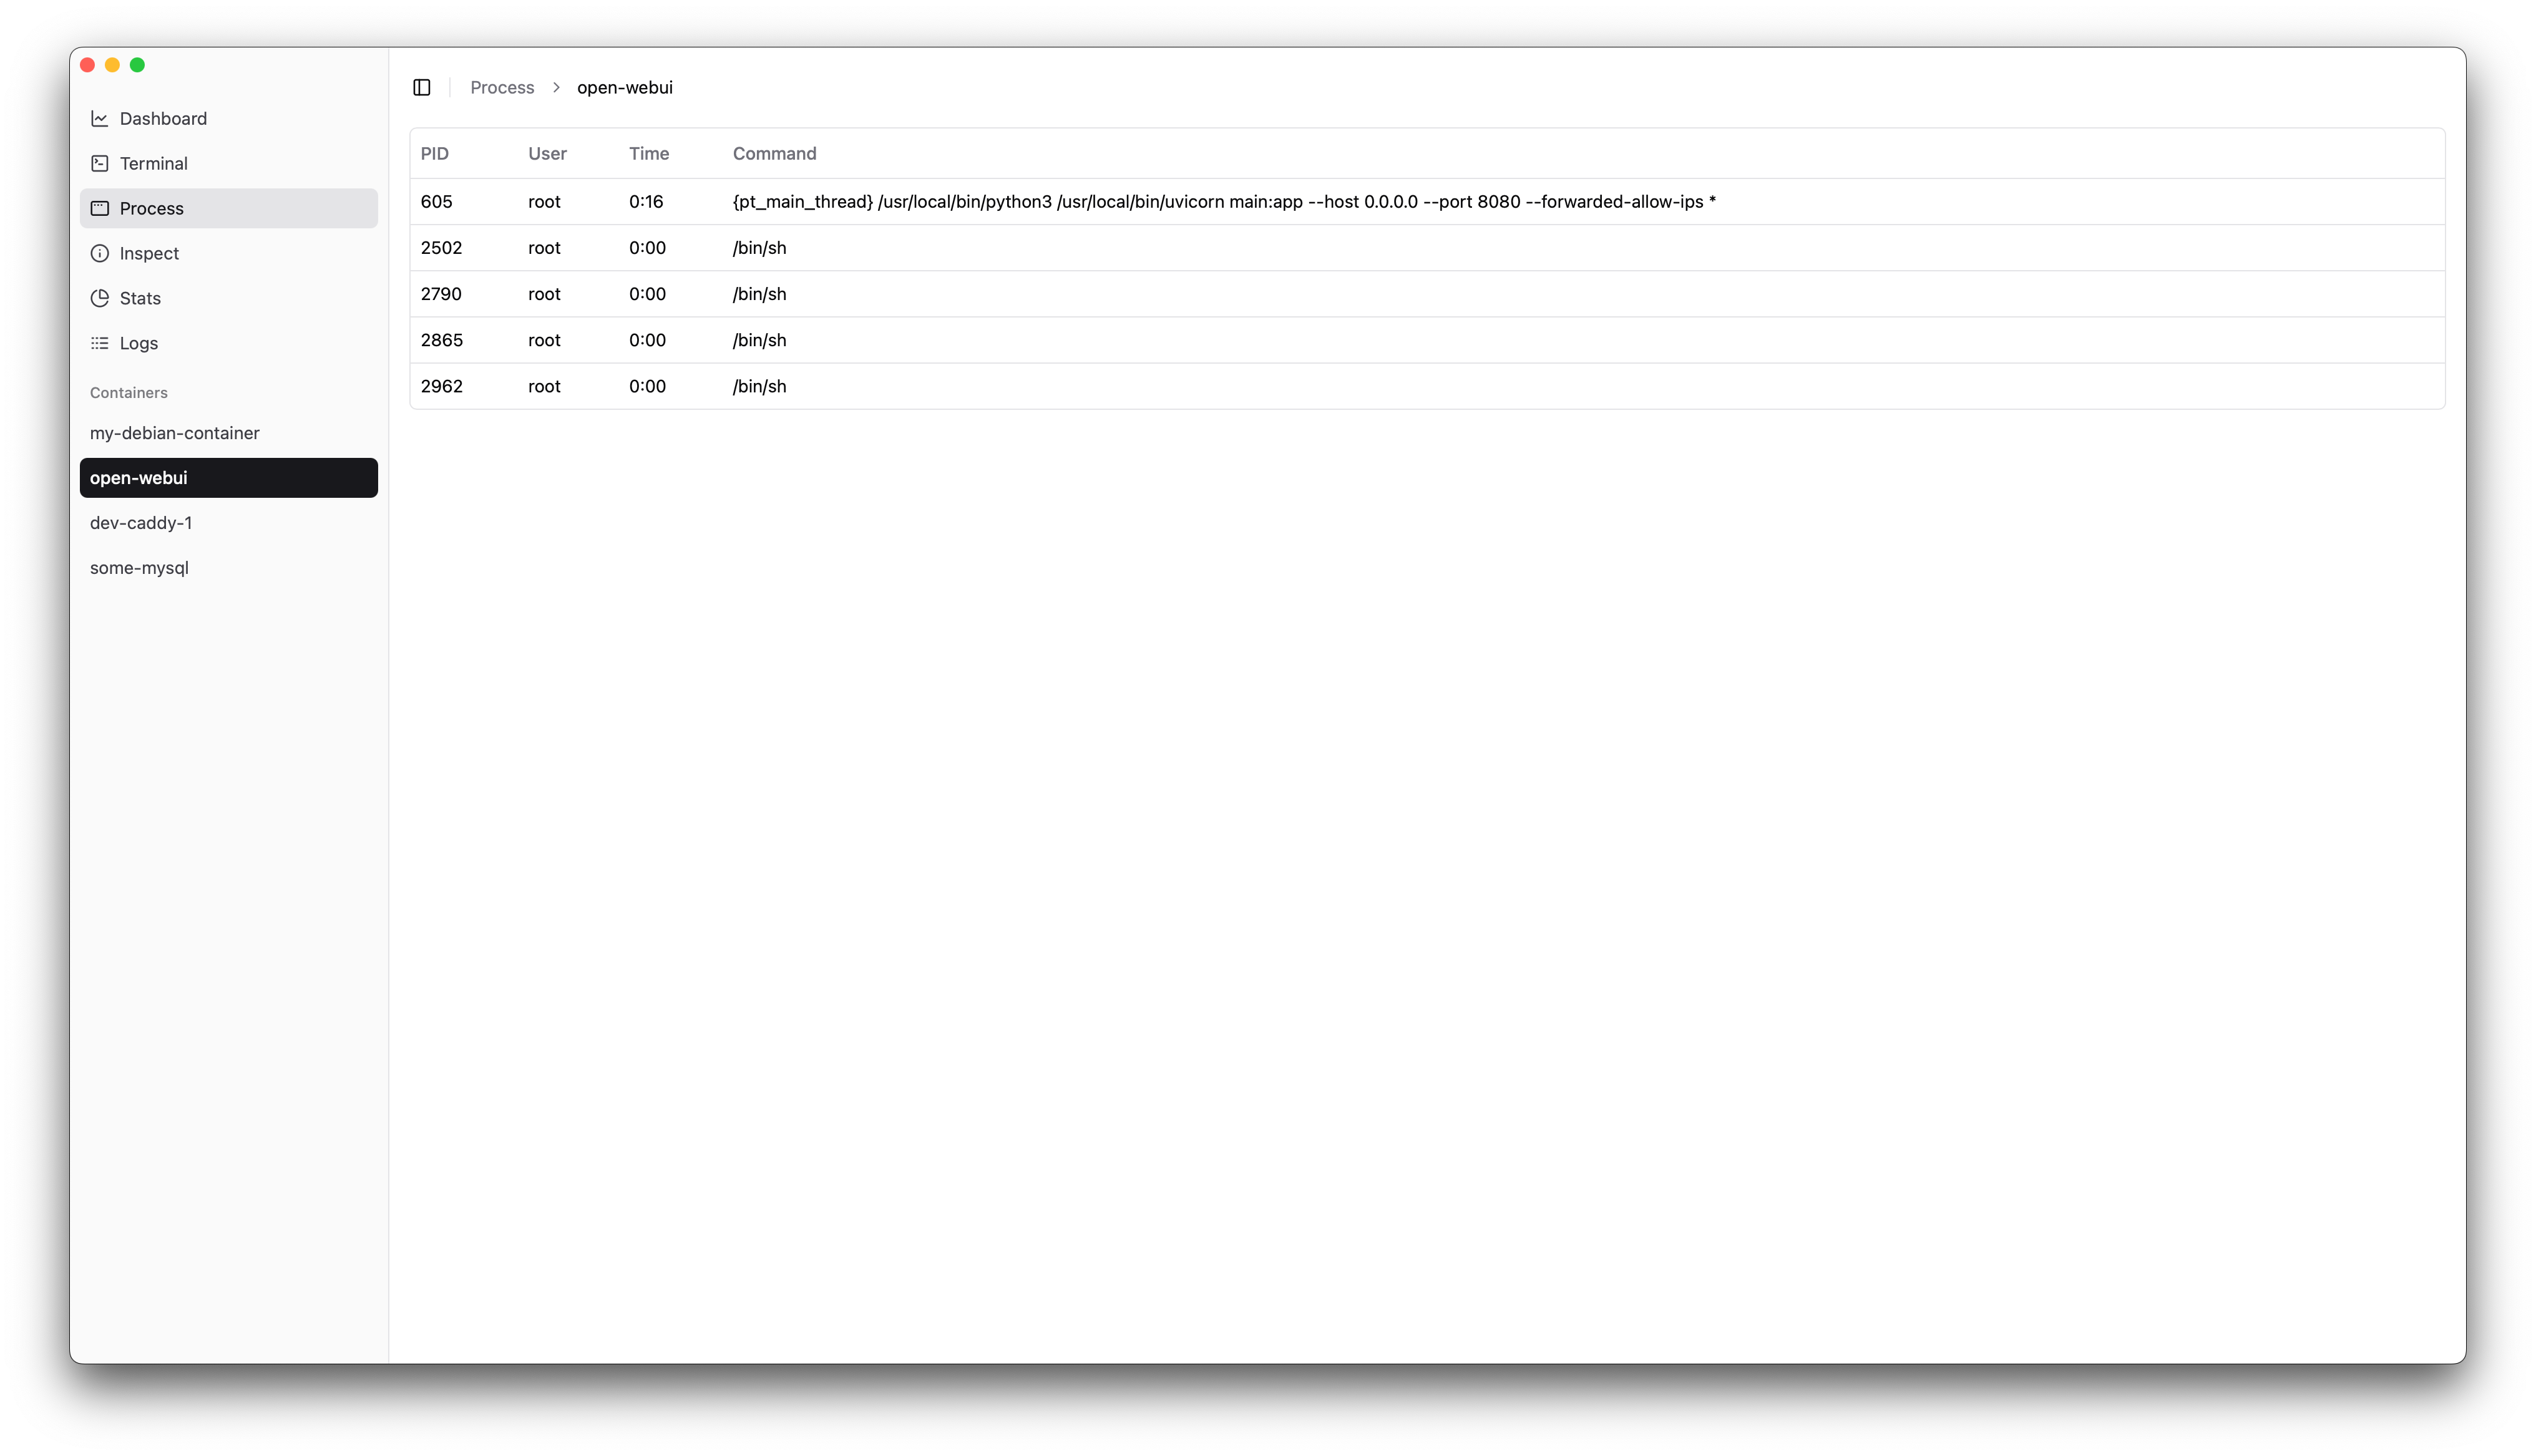 Dashboard
Terminal
Process
Inspect
Stats
Logs
Containers
my-debian-container
open-webui
dev-caddy-1
some-mysql
Process > open-webui
PID User Time Command
605 root 0:16 {pt_main_thread} /usr/local/bin/python3 /usr/local/bin/uvicorn main:app --host 0.0.0.0 --port 8080 --forwarded-allow-ips *
2502 root 0:00 /bin/sh
2790 root 0:00 /bin/sh
2865 root 0:00 /bin/sh
2962 root 0:00 /bin/sh